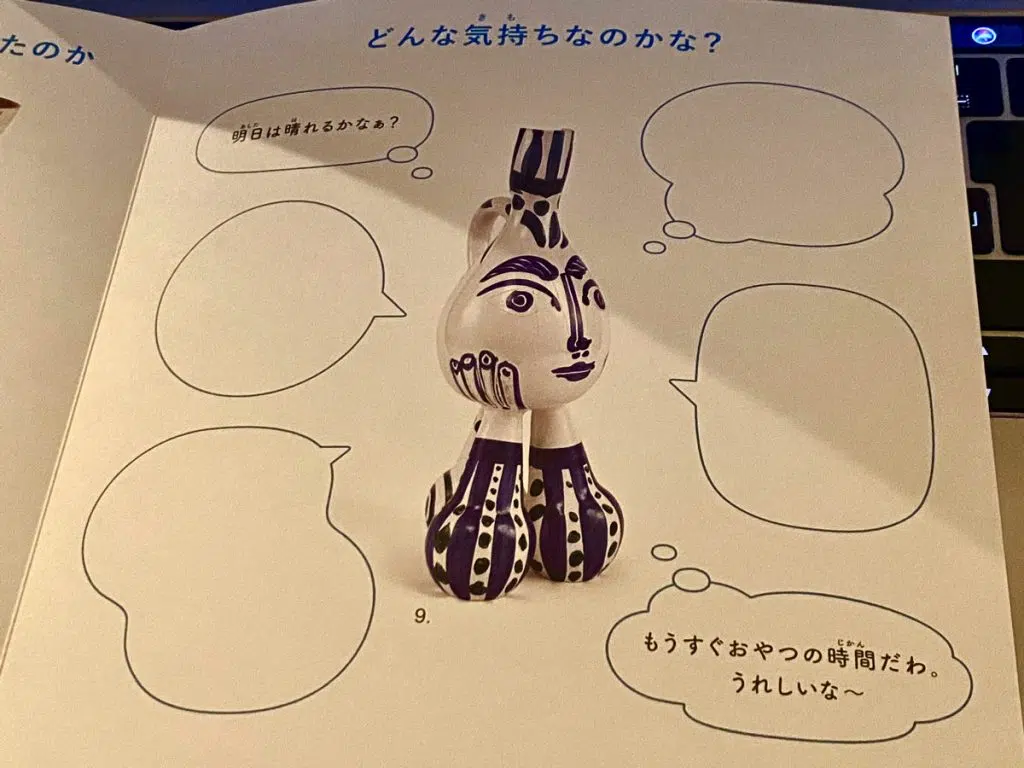 たのか
どんな気持ちなのかな？
明日は晴れるかなぁ？
9.
もうすぐおやつの時間だわ。
うれしいな〜